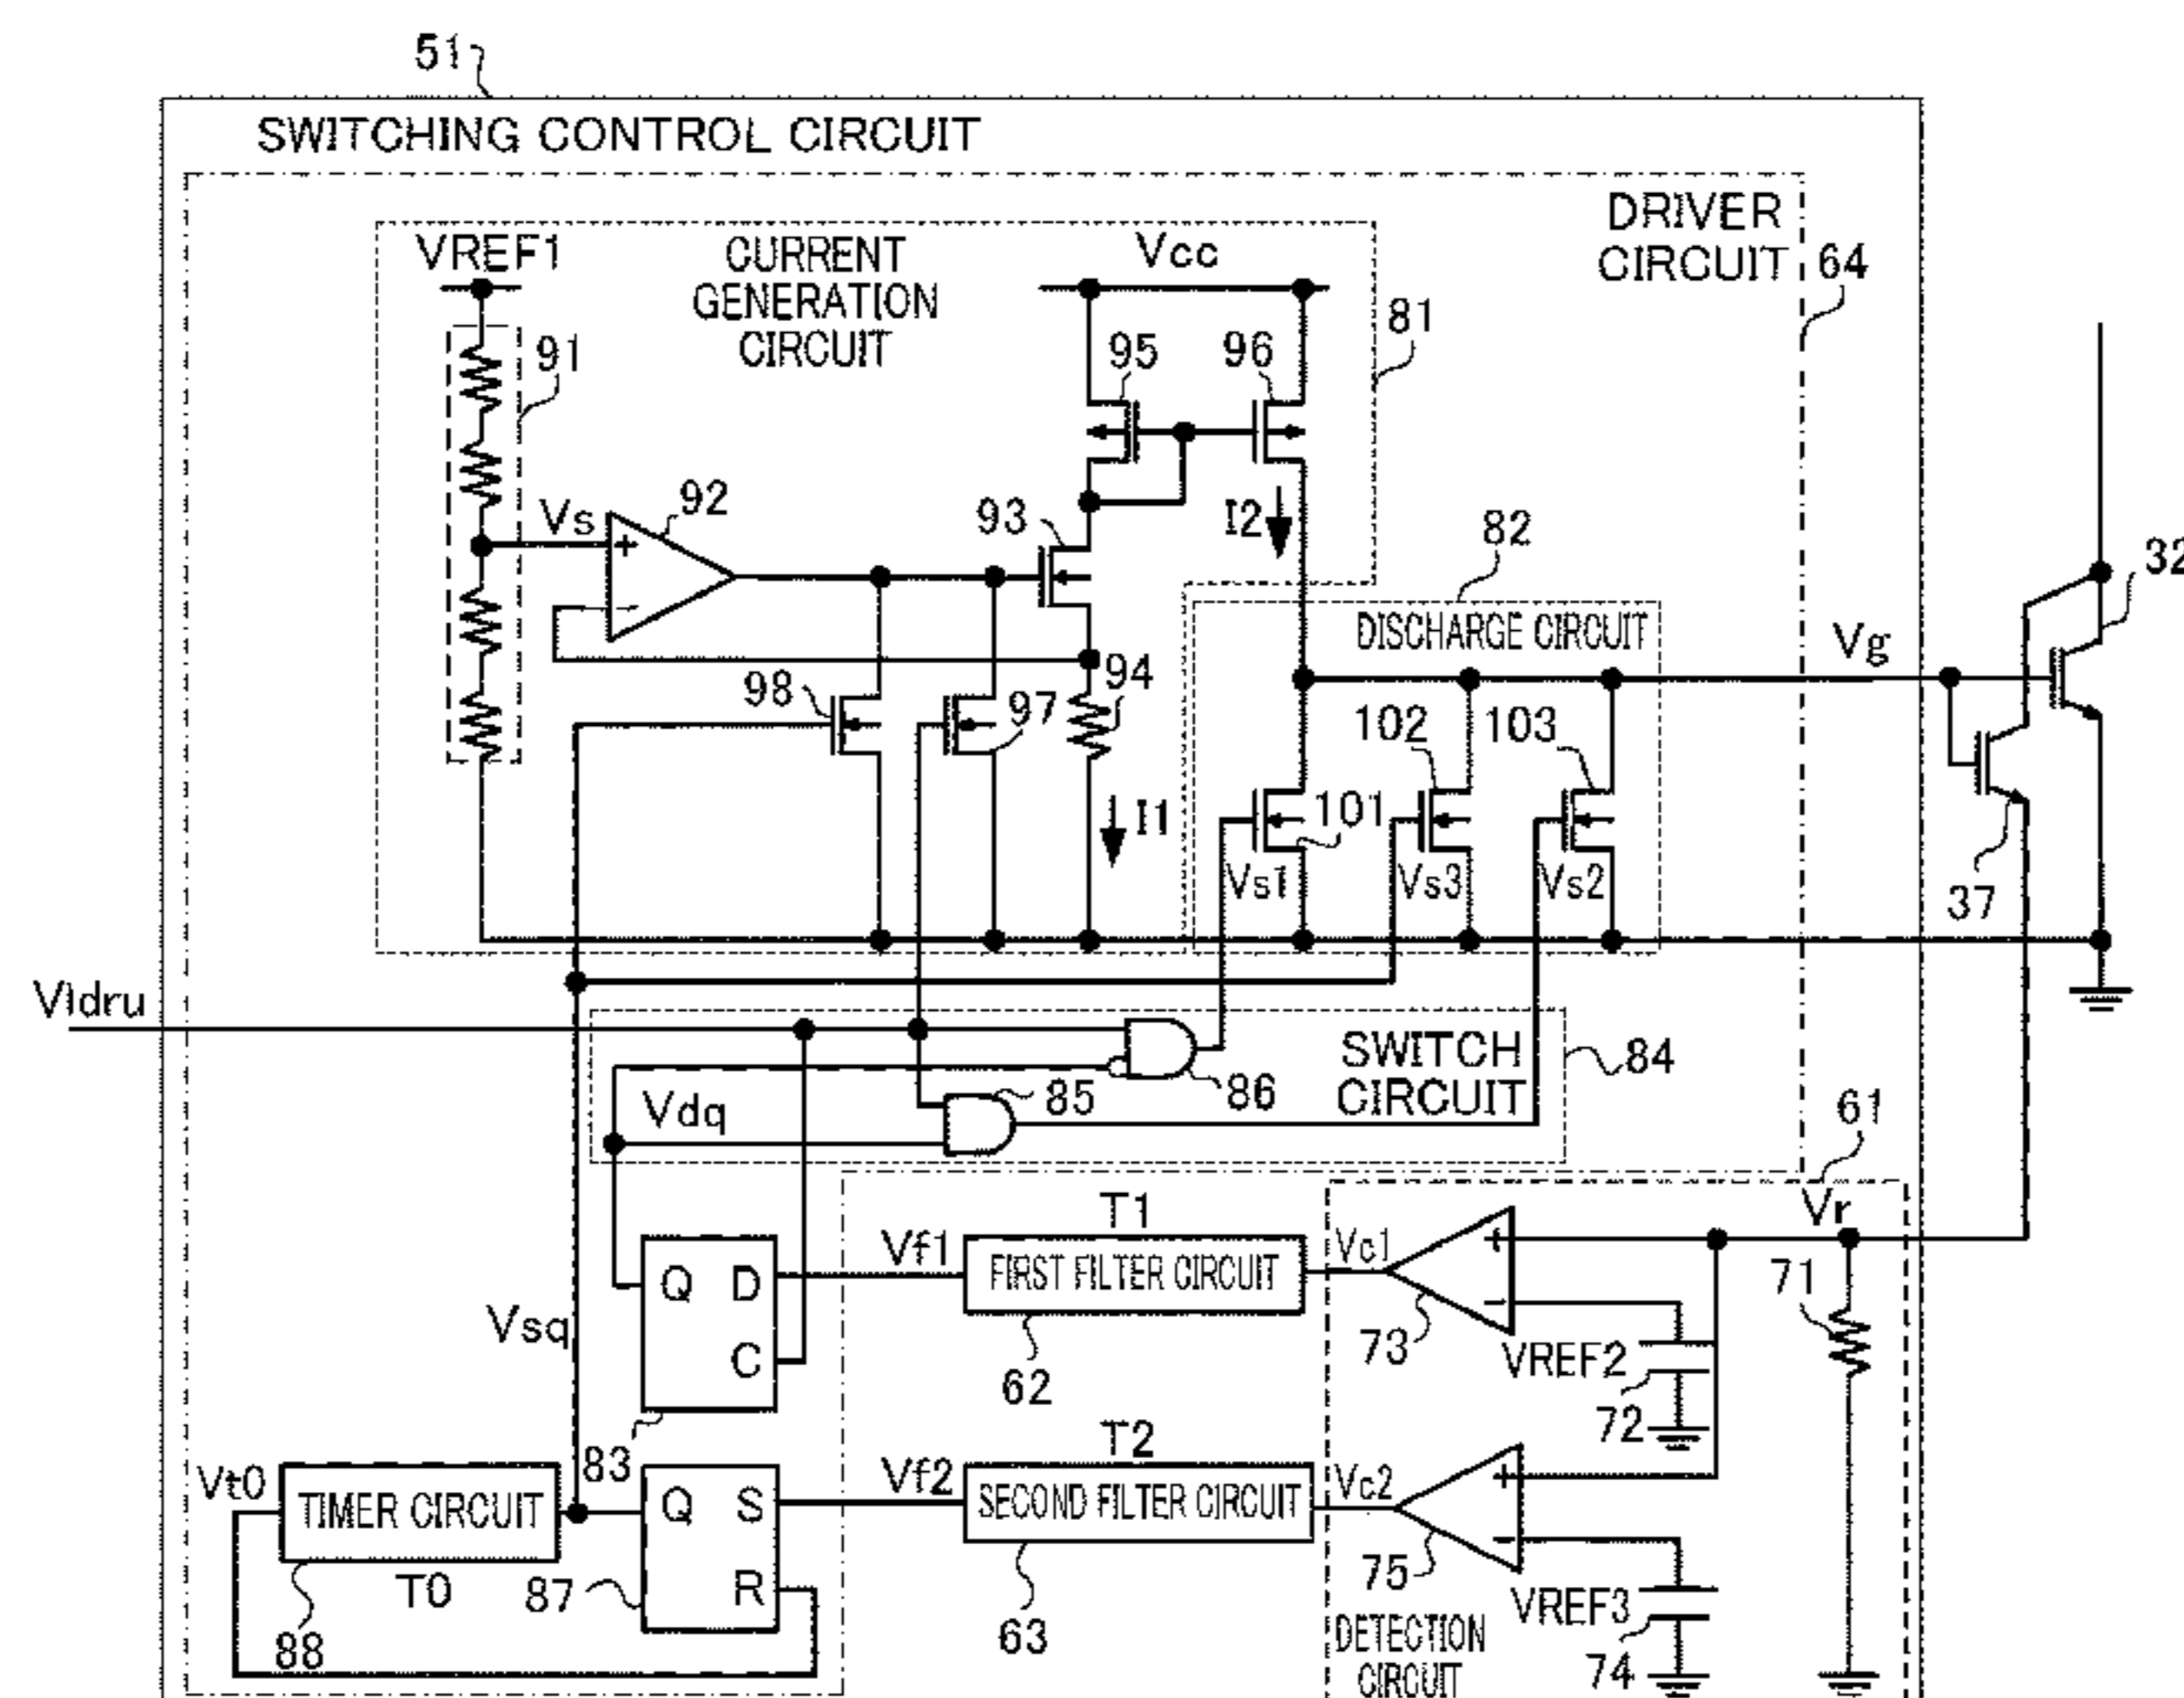 51
SWITCHING CONTROL CIRCUIT
DRIVER
CIRCUIT
64
VREF1
CURRENT
GENERATION
CIRCUIT
Vcc
81
91
95
96
Vs
92
+
−
93
I2
82
DISCHARGE CIRCUIT
Vg
32
98
97
94
102
103
I1
101
Vs1
Vs3
Vs2
37
Vldru
SWITCH
CIRCUIT
84
86
85
Vdq
61
Vr
T1
Vf1
FIRST FILTER CIRCUIT
Vc1
+
−
71
Q
D
C
Vsq
62
73
VREF2
72
83
T2
Vt0
TIMER CIRCUIT
Q
S
R
Vf2
SECOND FILTER CIRCUIT
Vc2
+
−
T0
87
88
63
75
VREF3
74
DETECTION
CIRCUIT